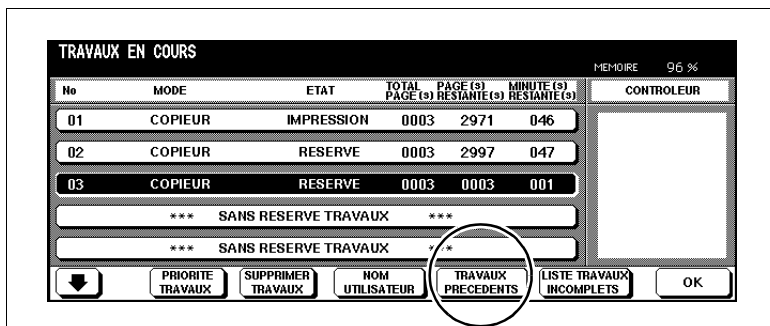 TRAVAUX EN COURS
MEMOIRE 96 %
No MODE ETAT TOTAL PAGE(S) PAGE(S) RESTANTE(S) MINUTE(S) RESTANTE(S) CONTROLEUR
01 COPIEUR IMPRESSION 0003 2971 046
02 COPIEUR RESERVE 0003 2997 047
03 COPIEUR RESERVE 0003 0003 001
*** SANS RESERVE TRAVAUX ***
*** SANS RESERVE TRAVAUX ***
PRIORITE TRAVAUX SUPPRIMER TRAVAUX NOM UTILISATEUR TRAVAUX PRECEDENTS LISTE TRAVAUX INCOMPLETS OK